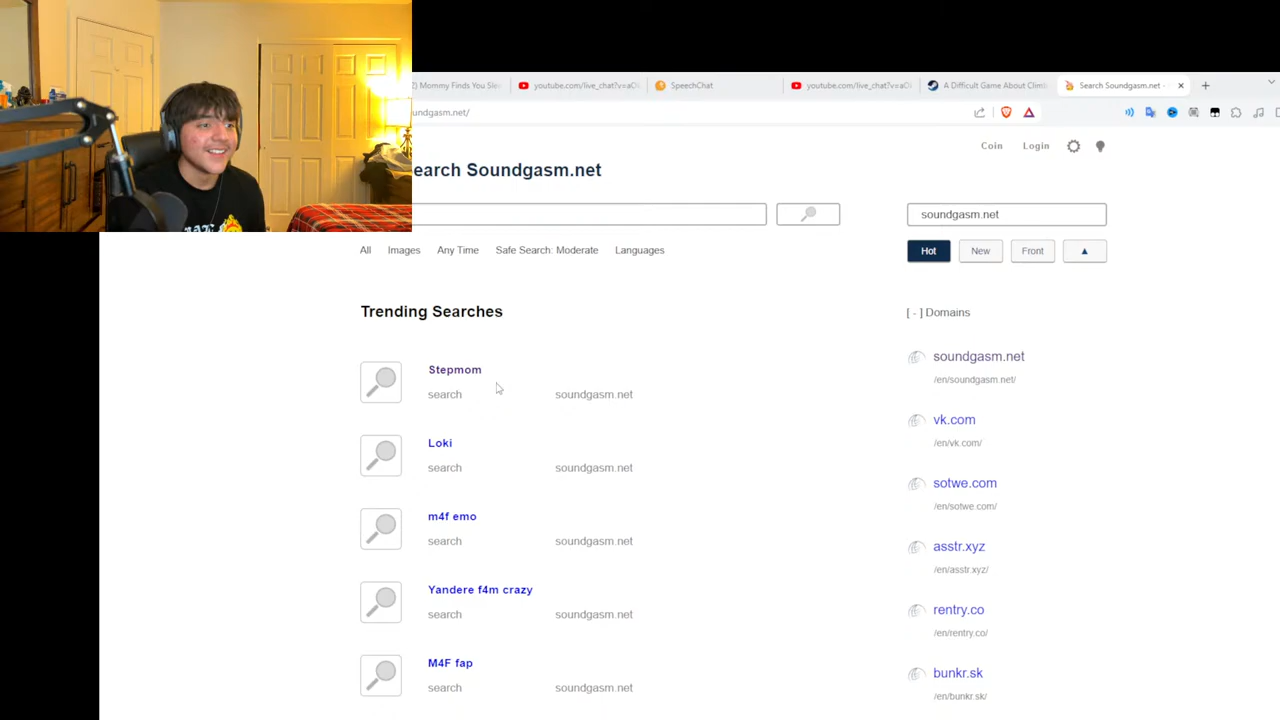 ) Mommy Finds You Sle
youtube.com/live_chat?v=aO
SpeechChat
youtube.com/live_chat?v=aO
A Difficult Game About Climb
Search Soundgasm.net -
undgasm.net/
Coin
Login
earch Soundgasm.net
soundgasm.net
All
Images
Any Time
Safe Search: Moderate
Languages
Hot
New
Front
▲
Trending Searches
[ - ] Domains
Stepmom
search
soundgasm.net
Loki
search
soundgasm.net
m4f emo
search
soundgasm.net
Yandere f4m crazy
search
soundgasm.net
M4F fap
search
soundgasm.net
soundgasm.net
/en/soundgasm.net/
vk.com
/en/vk.com/
sotwe.com
/en/sotwe.com/
asstr.xyz
/en/asstr.xyz/
rentry.co
/en/rentry.co/
bunkr.sk
/en/bunkr.sk/